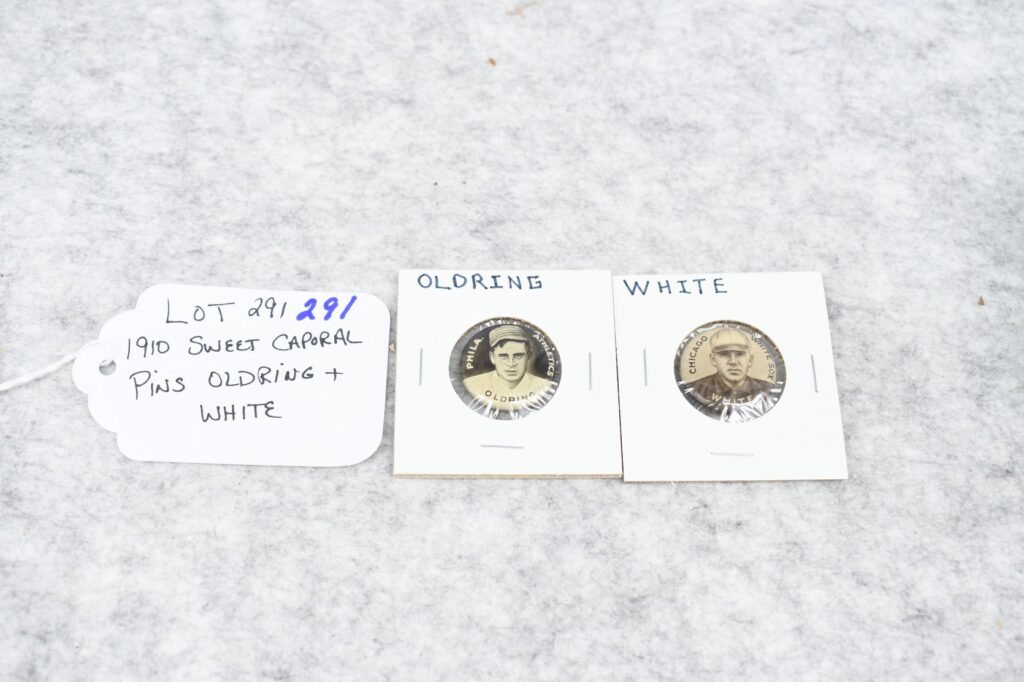 LOT 291 291
1910 SWEET CAPORAL
PINS OLDRING +
WHITE
OLDRING
PHILA. ATHLETICS
OLDRING
WHITE
CHICAGO WHITE SOX
WHITE